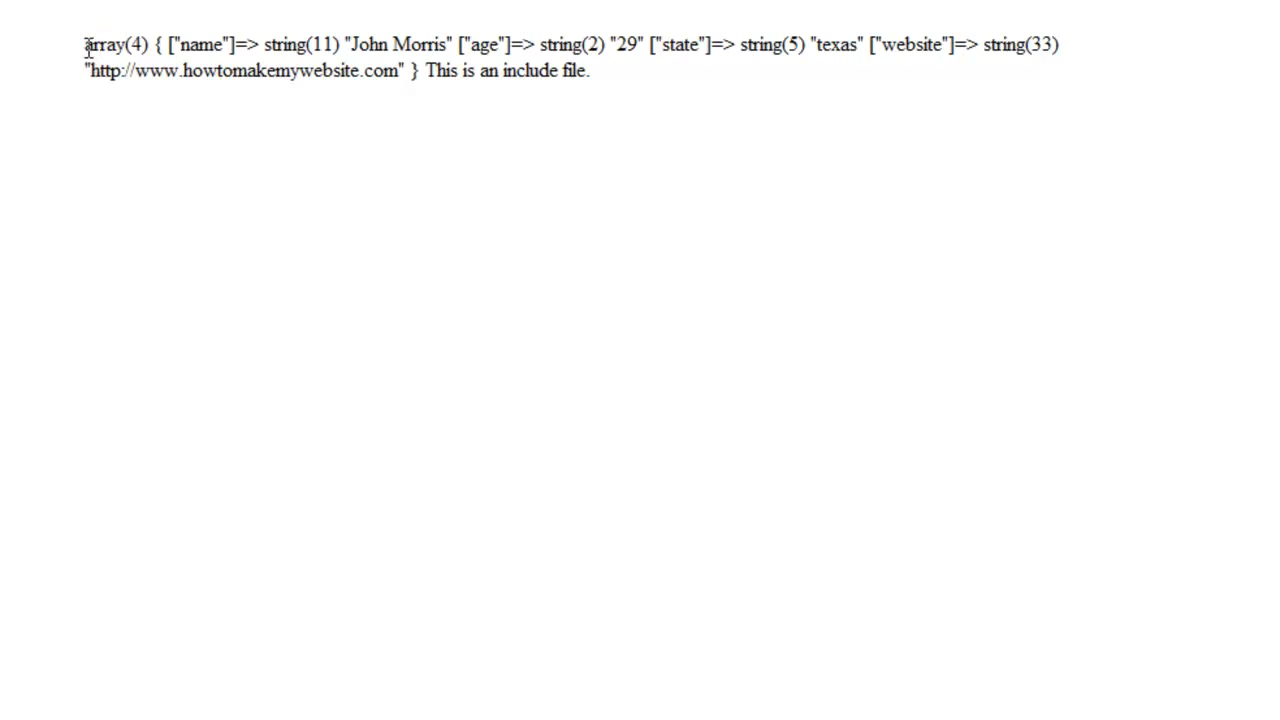 array(4) { ["name"]=> string(11) "John Morris" ["age"]=> string(2) "29" ["state"]=> string(5) "texas" ["website"]=> string(33)
"http://www.howtomakemywebsite.com" } This is an include file.